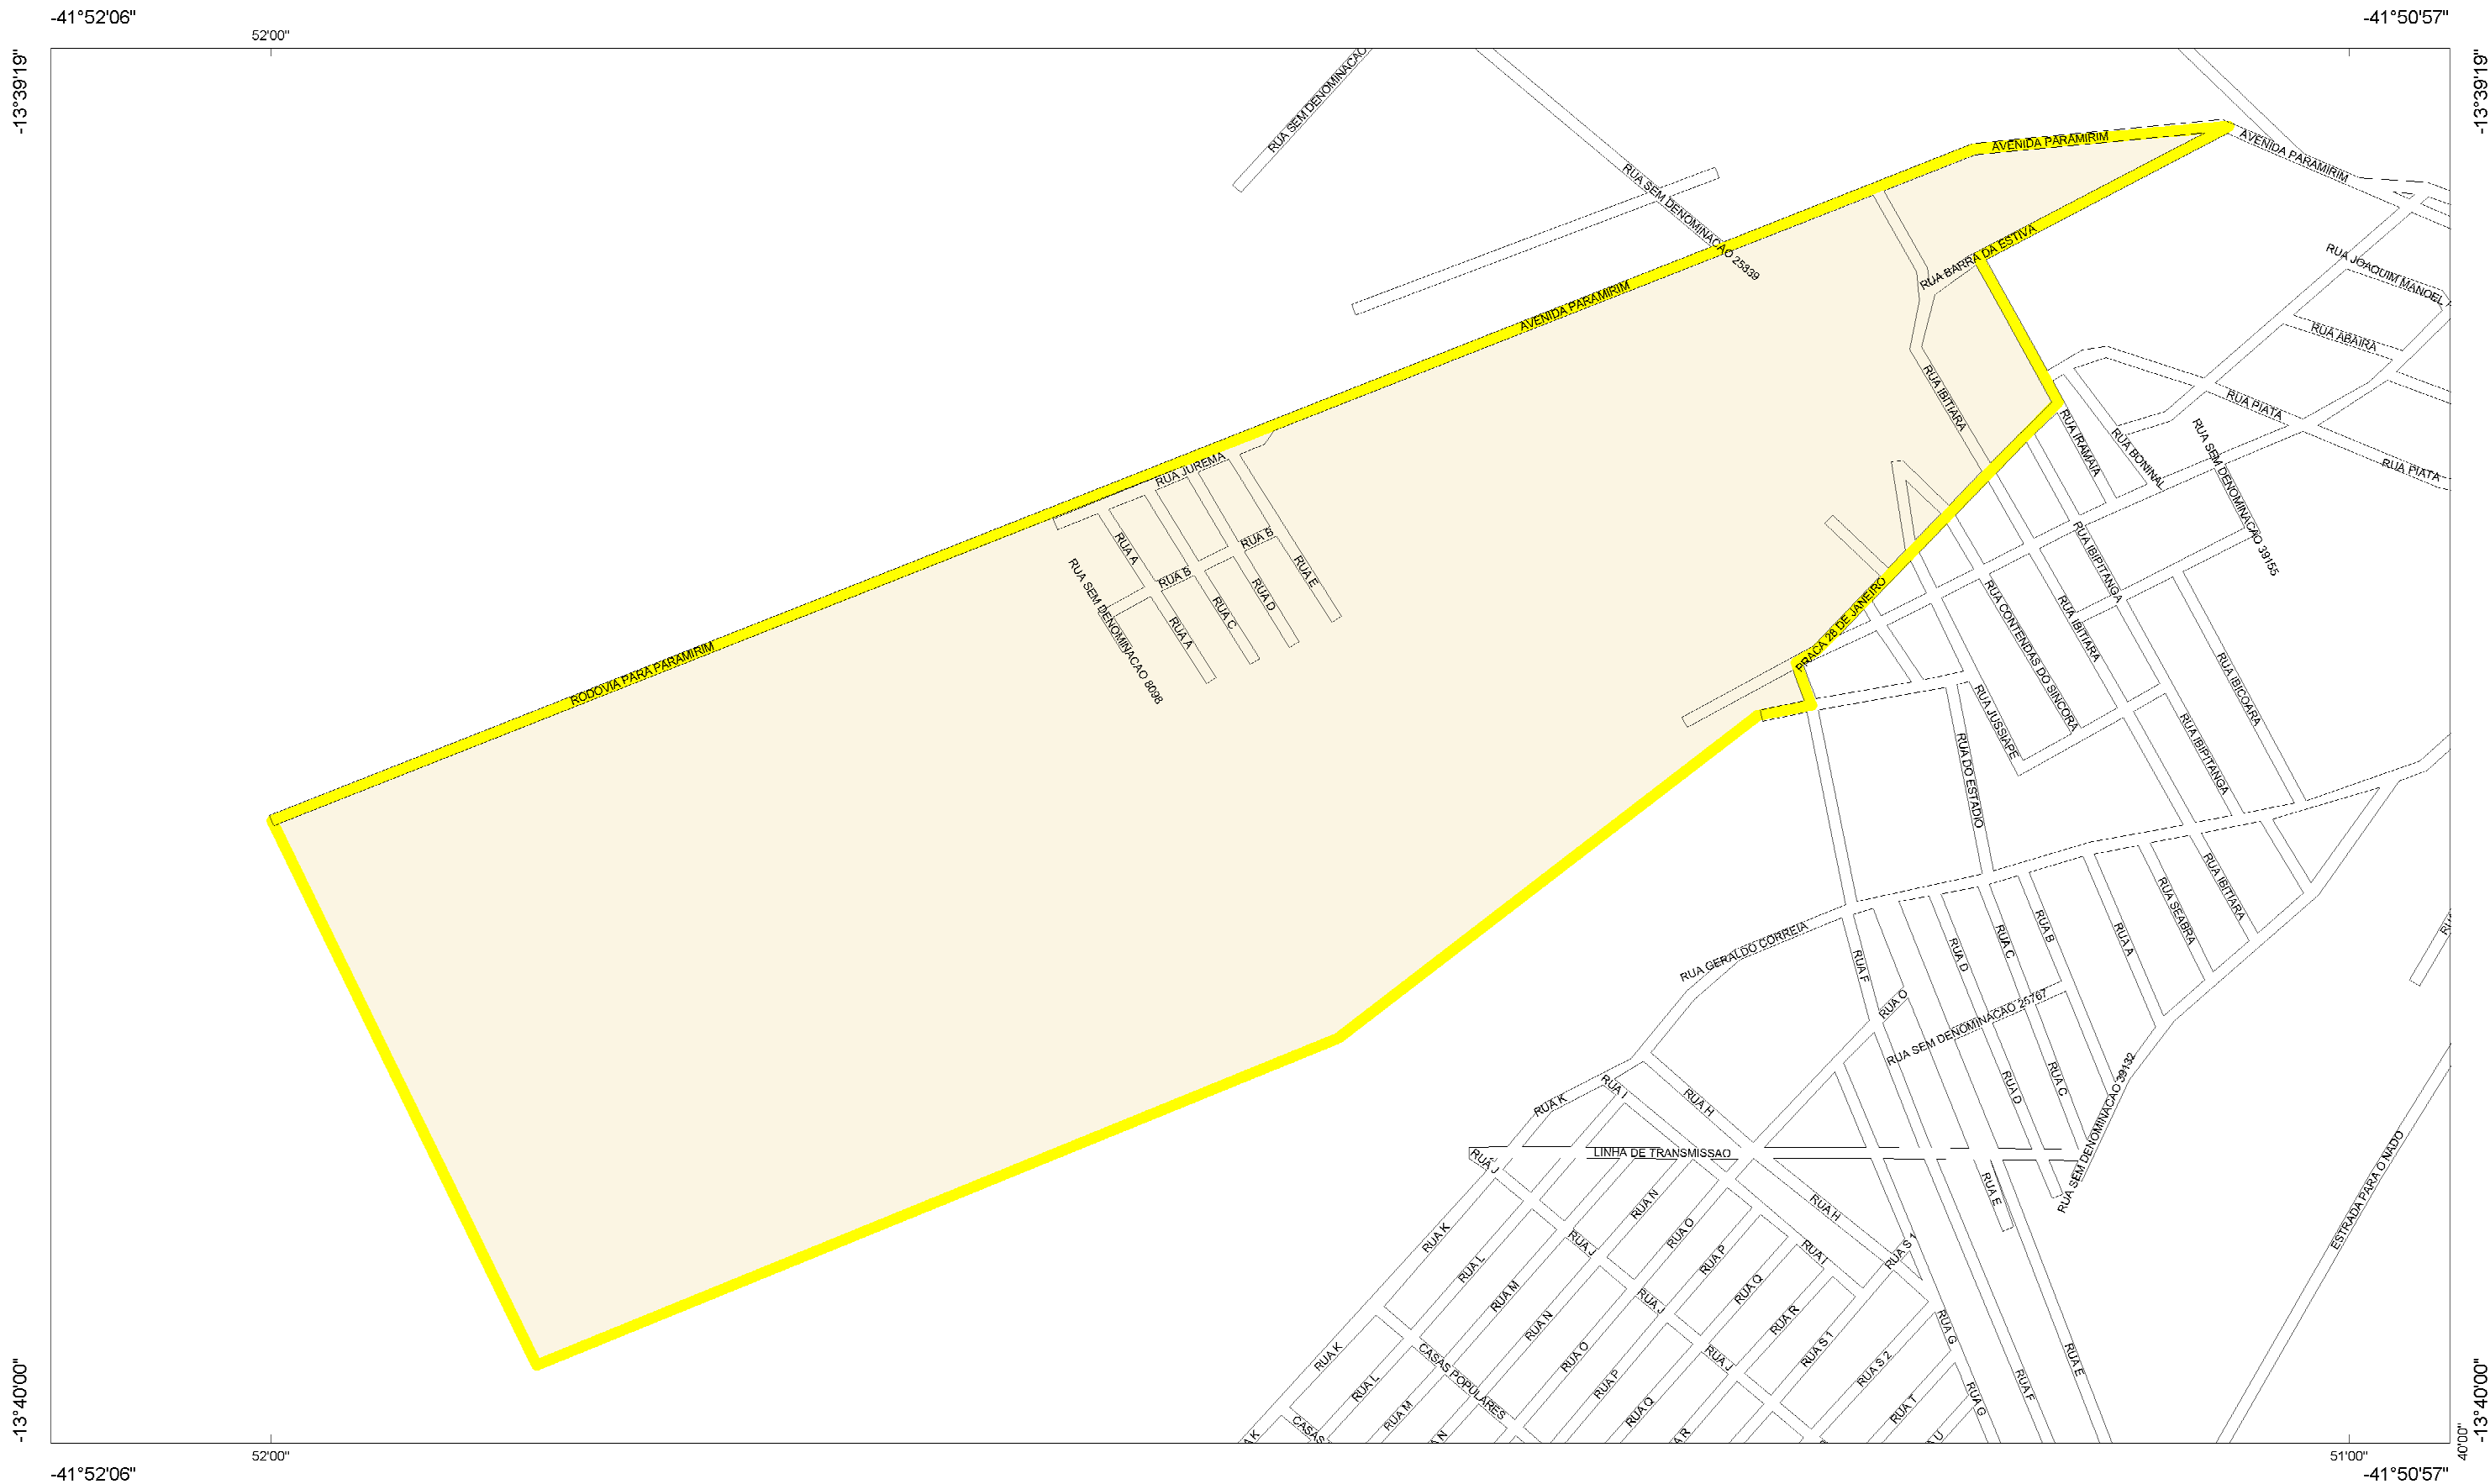 -41°52'06"
-41°50'57"
52'00"
-13°39'19"
-13°39'19"
RUA SEM DENOMINACAO
RUA SEM DENOMINACAO 25839
AVENIDA PARAMIRIM
AVENIDA PARAMIRIM
RUA BARRA DA ESTIVA
RUA JOAQUIM MANOEL
AVENIDA PARAMIRIM
RUA ABAIRA
RUA IBITIARA
RUA PIATA
RUA IRAMAIA
RUA BONINAL
RUA SEM DENOMINACAO 39155
RUA PIATA
RUA JUREMA
RUA A
RUA B
RUA B
RUA E
RUA SEM DENOMINACAO 8098
RUA C
RUA D
RUA A
RUA IBIPITANGA
PRACA 28 DE JANEIRO
RUA CONTENDAS DO SINCORA
RUA IBITIARA
RUA IBICOARA
RODOVIA PARA PARAMIRIM
RUA JUSSIAPE
RUA DO ESTADIO
RUA IBIPITANGA
RUA IBITIARA
RUA SEABRA
RUA A
RUA B
RUA C
RUA D
RUA F
RUA GERALDO CORREIA
RUA O
RUA SEM DENOMINACAO 25767
RUA I
RUA H
RUA K
RUA D
RUA C
RUA SEM DENOMINACAO 39132
LINHA DE TRANSMISSAO
RUA J
RUA E
ESTRADA PARA O NADO
RUA N
RUA H
RUA K
RUA J
RUA O
RUA P
RUA I
RUA S 1
RUA L
RUA M
RUA Q
RUA J
RUA R
RUA N
RUA G
RUA K
RUA O
RUA S 1
RUA J
RUA S 2
RUA E
RUA L
CASAS POPULARES
RUA P
RUA F
RUA M
RUA Q
RUA T
RUA G
A K
CASAS
A N
A R
A U
-13°40'00"
-13°40'00"
40'00"
52'00"
51'00"
-41°52'06"
-41°50'57"